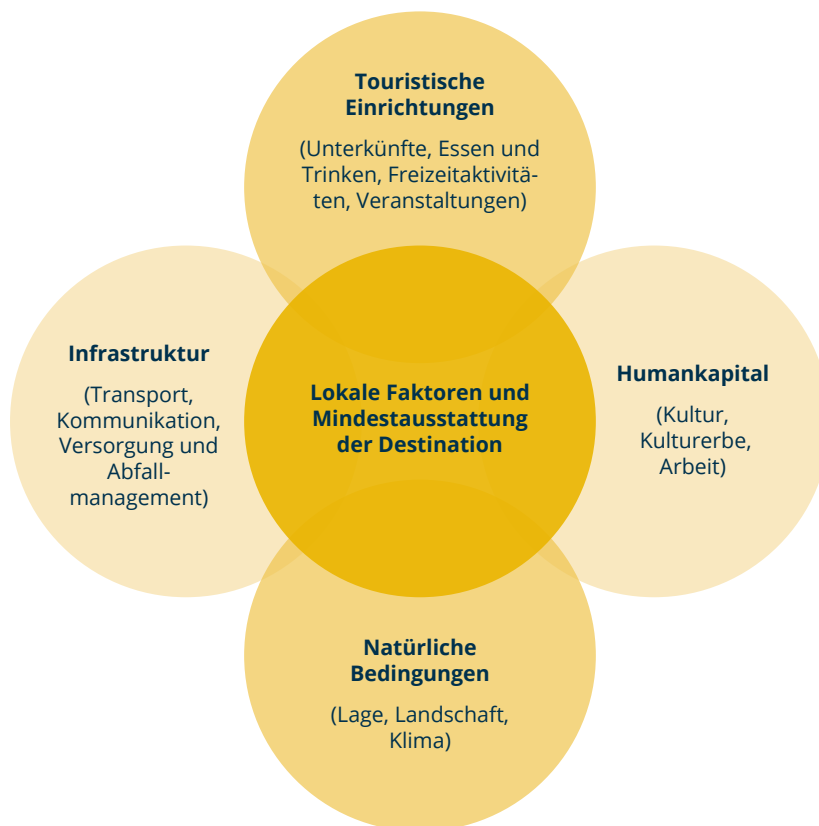 Touristische
Einrichtungen
(Unterkünfte, Essen und
Trinken, Freizeitaktivitä-
ten, Veranstaltungen)
Infrastruktur
(Transport,
Kommunikation,
Versorgung und
Abfall-
management)
Lokale Faktoren und
Mindestausstattung
der Destination
Humankapital
(Kultur,
Kulturerbe,
Arbeit)
Natürliche
Bedingungen
(Lage, Landschaft,
Klima)